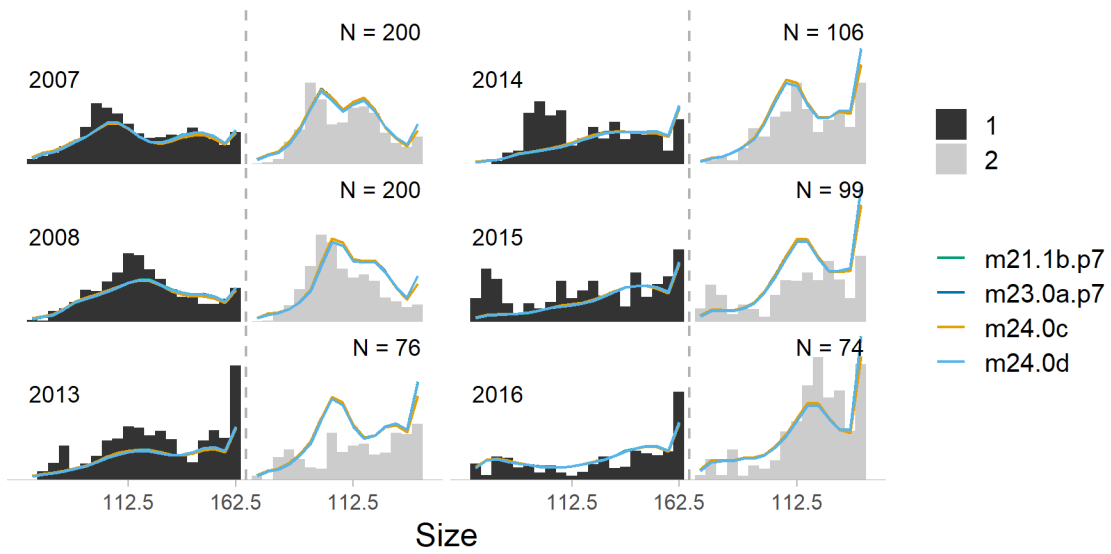 N = 200
N = 106
2007
2014
1
2
N = 200
N = 99
2008
2015
m21.1b.p7
m23.0a.p7
m24.0c
m24.0d
N = 76
N = 74
2013
2016
112.5
162.5
112.5
112.5
162.5
112.5
Size